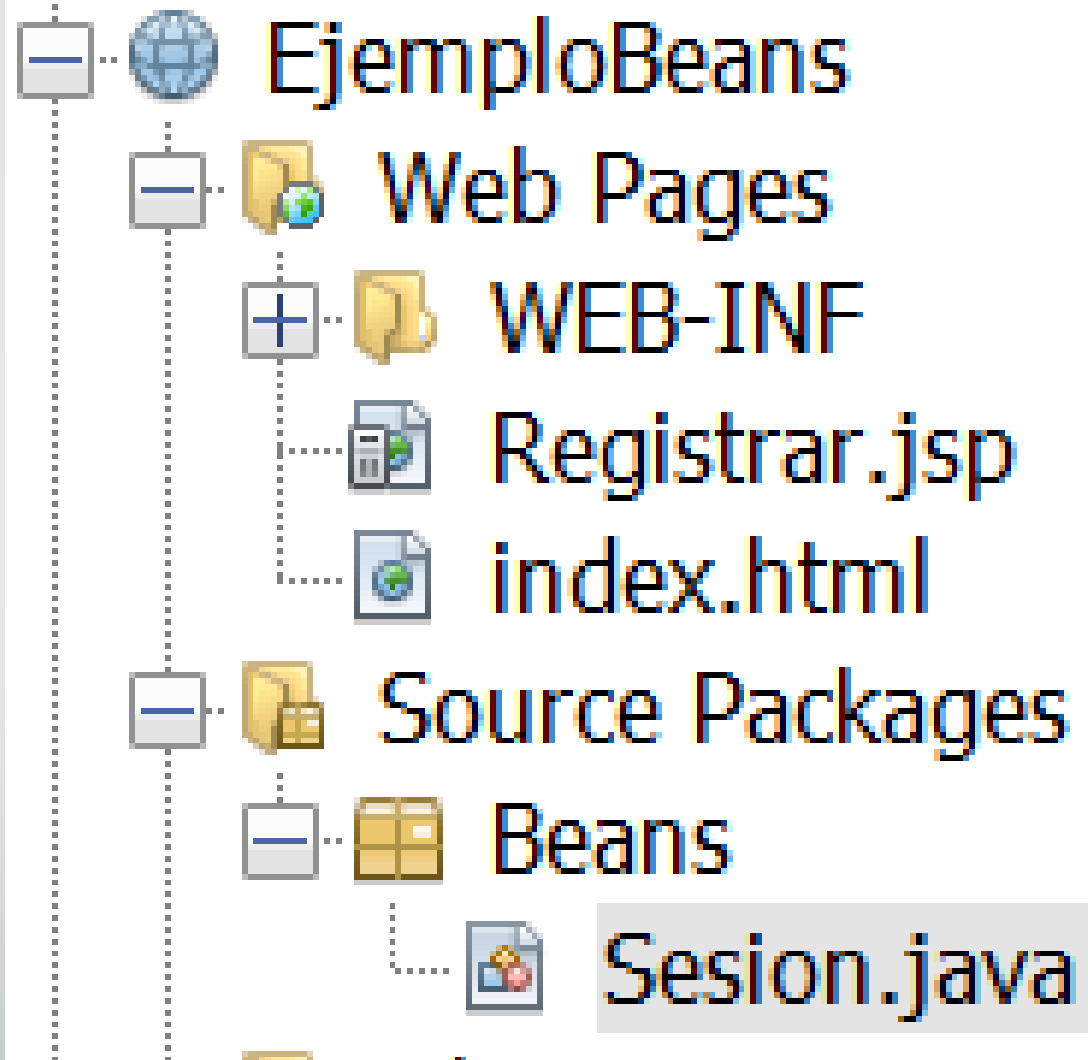 EjemploBeans
Web Pages
WEB-INF
Registrar.jsp
index.html
Source Packages
Beans
Sesion.java